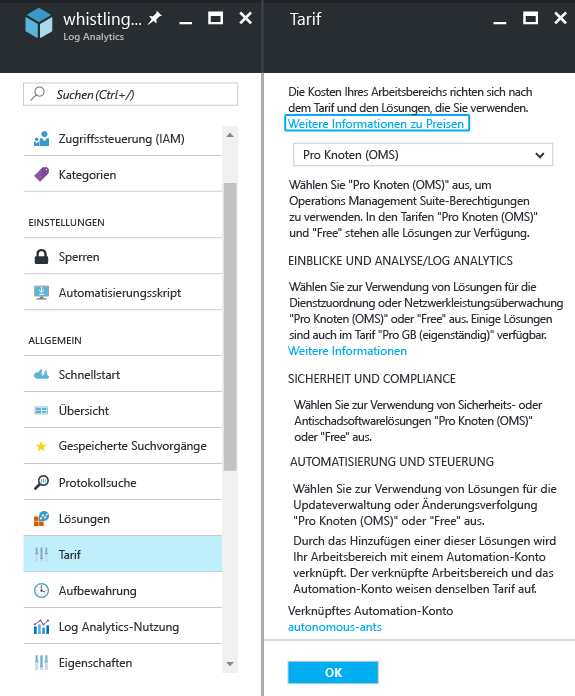 whistling...
Log Analytics
Suchen (Ctrl+/)
Zugriffssteuerung (IAM)
Kategorien
EINSTELLUNGEN
Sperren
Automatisierungsskript
ALLGEMEIN
Schnellstart
Übersicht
Gespeicherte Suchvorgänge
Protokollsuche
Lösungen
Tarif
Aufbewahrung
Log Analytics-Nutzung
Eigenschaften
Tarif
Die Kosten Ihres Arbeitsbereichs richten sich nach
dem Tarif und den Lösungen, die Sie verwenden.
Weitere Informationen zu Preisen
Pro Knoten (OMS)
Wählen Sie "Pro Knoten (OMS)" aus, um
Operations Management Suite-Berechtigungen
zu verwenden. In den Tarifen "Pro Knoten (OMS)"
und "Free" stehen alle Lösungen zur Verfügung.
EINBLICKE UND ANALYSE/LOG ANALYTICS
Wählen Sie zur Verwendung von Lösungen für die
Dienstzuordnung oder Netzwerkleistungsüberwachung
"Pro Knoten (OMS)" oder "Free" aus. Einige Lösungen
sind auch im Tarif "Pro GB (eigenständig)" verfügbar.
Weitere Informationen
SICHERHEIT UND COMPLIANCE
Wählen Sie zur Verwendung von Sicherheits- oder
Antischadsoftwarelösungen "Pro Knoten (OMS)"
oder "Free" aus.
AUTOMATISIERUNG UND STEUERUNG
Wählen Sie zur Verwendung von Lösungen für die
Updateverwaltung oder Änderungsverfolgung
"Pro Knoten (OMS)" oder "Free" aus.
Durch das Hinzufügen einer dieser Lösungen wird
Ihr Arbeitsbereich mit einem Automation-Konto
verknüpft. Der verknüpfte Arbeitsbereich und das
Automation-Konto weisen denselben Tarif auf.
Verknüpftes Automation-Konto
autonomous-ants
OK